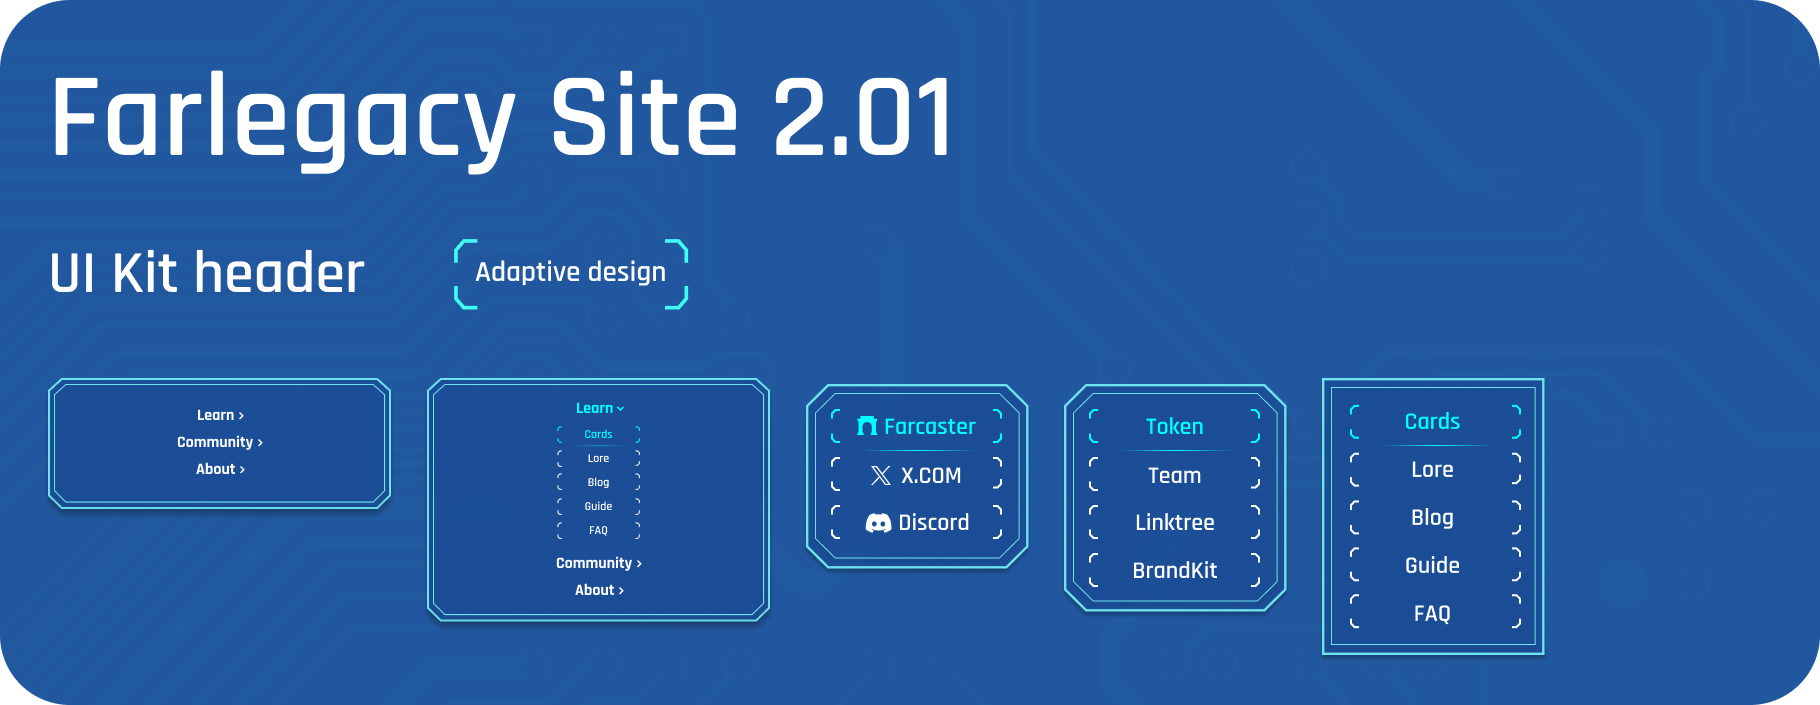 Farlegacy Site 2.01
UI Kit header
Adaptive design
Learn >
Community >
About >
Learn
Cards
Lore
Blog
Guide
FAQ
Community >
About >
Farcaster
X.COM
Discord
Token
Team
Linktree
BrandKit
Cards
Lore
Blog
Guide
FAQ